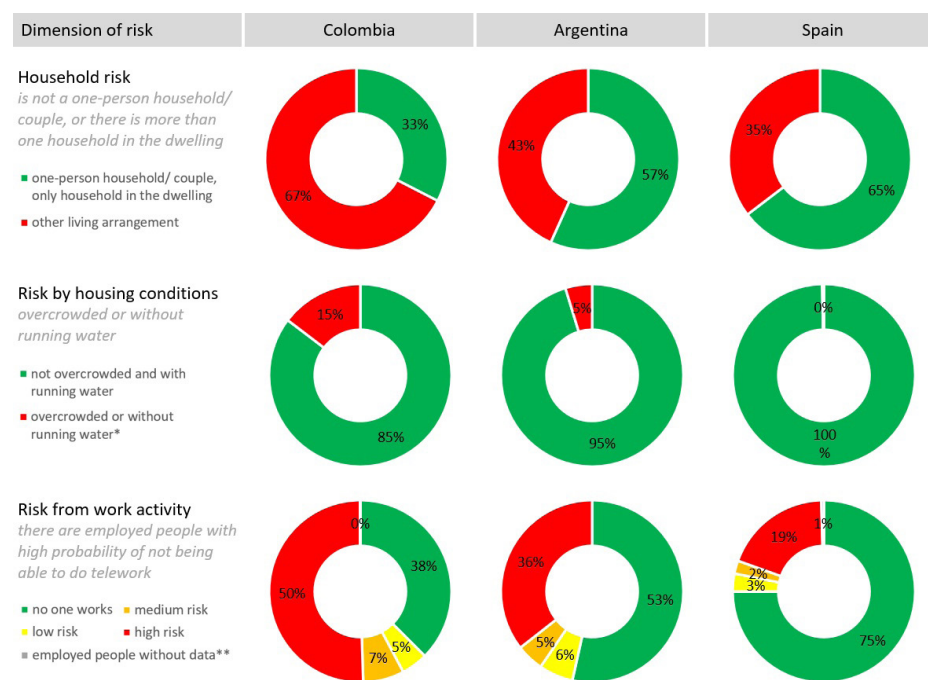 Dimension of risk
Colombia
Argentina
Spain
Household risk
is not a one-person household/
couple, or there is more than
one household in the dwelling
one-person household/ couple,
only household in the dwelling
other living arrangement
33%
67%
43%
57%
35%
65%
Risk by housing conditions
overcrowded or without
running water
not overcrowded and with
running water
overcrowded or without
running water*
15%
85%
5%
95%
0%
100
%
Risk from work activity
there are employed people with
high probability of not being
able to do telework
no one works
medium risk
low risk
high risk
employed people without data**
0%
38%
50%
5%
7%
36%
53%
5%
6%
1%
19%
2%
3%
75%